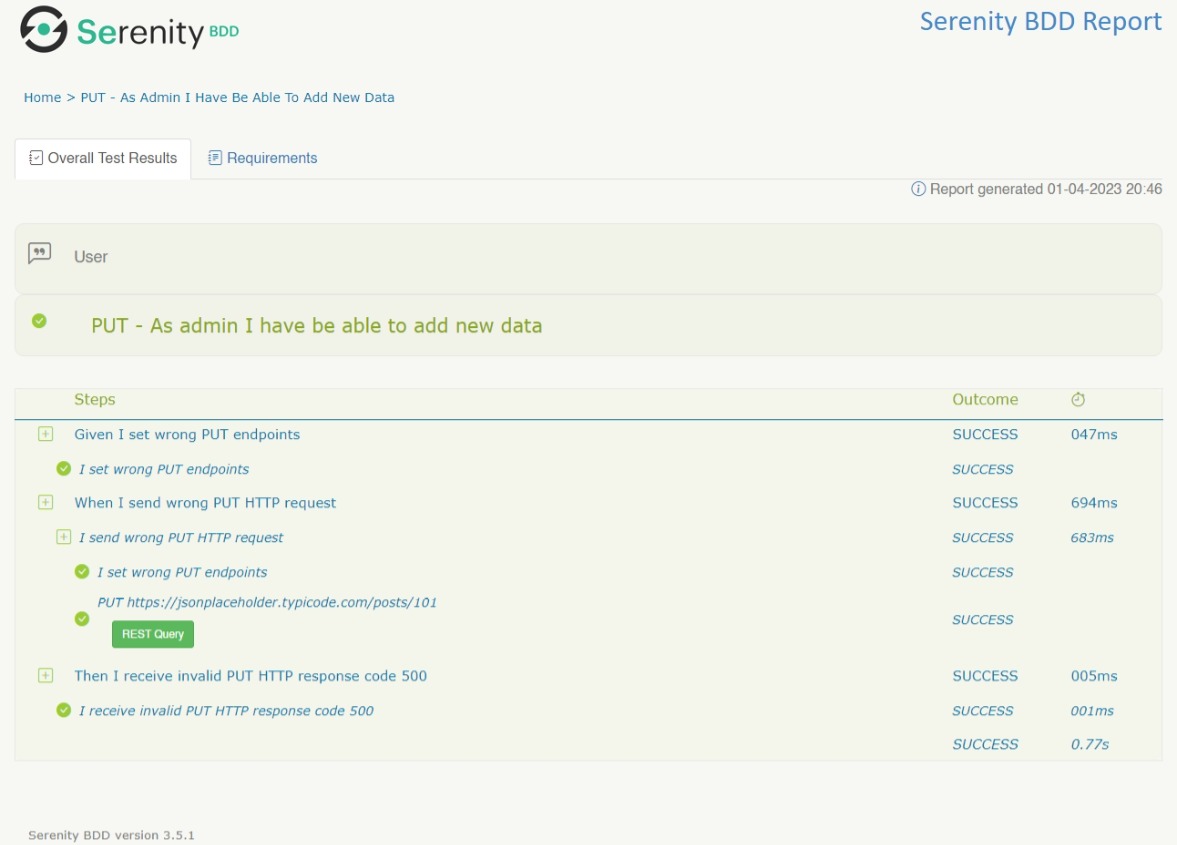 Serenity BDD
Serenity BDD Report
Home > PUT - As Admin I Have Be Able To Add New Data
Overall Test Results
Requirements
Report generated 01-04-2023 20:46
User
PUT - As admin I have be able to add new data
Steps Outcome
Given I set wrong PUT endpoints SUCCESS 047ms
I set wrong PUT endpoints SUCCESS
When I send wrong PUT HTTP request SUCCESS 694ms
I send wrong PUT HTTP request SUCCESS 683ms
I set wrong PUT endpoints SUCCESS
PUT https://jsonplaceholder.typicode.com/posts/101
SUCCESS
REST Query
Then I receive invalid PUT HTTP response code 500 SUCCESS 005ms
I receive invalid PUT HTTP response code 500 SUCCESS 001ms
SUCCESS 0.77s
Serenity BDD version 3.5.1